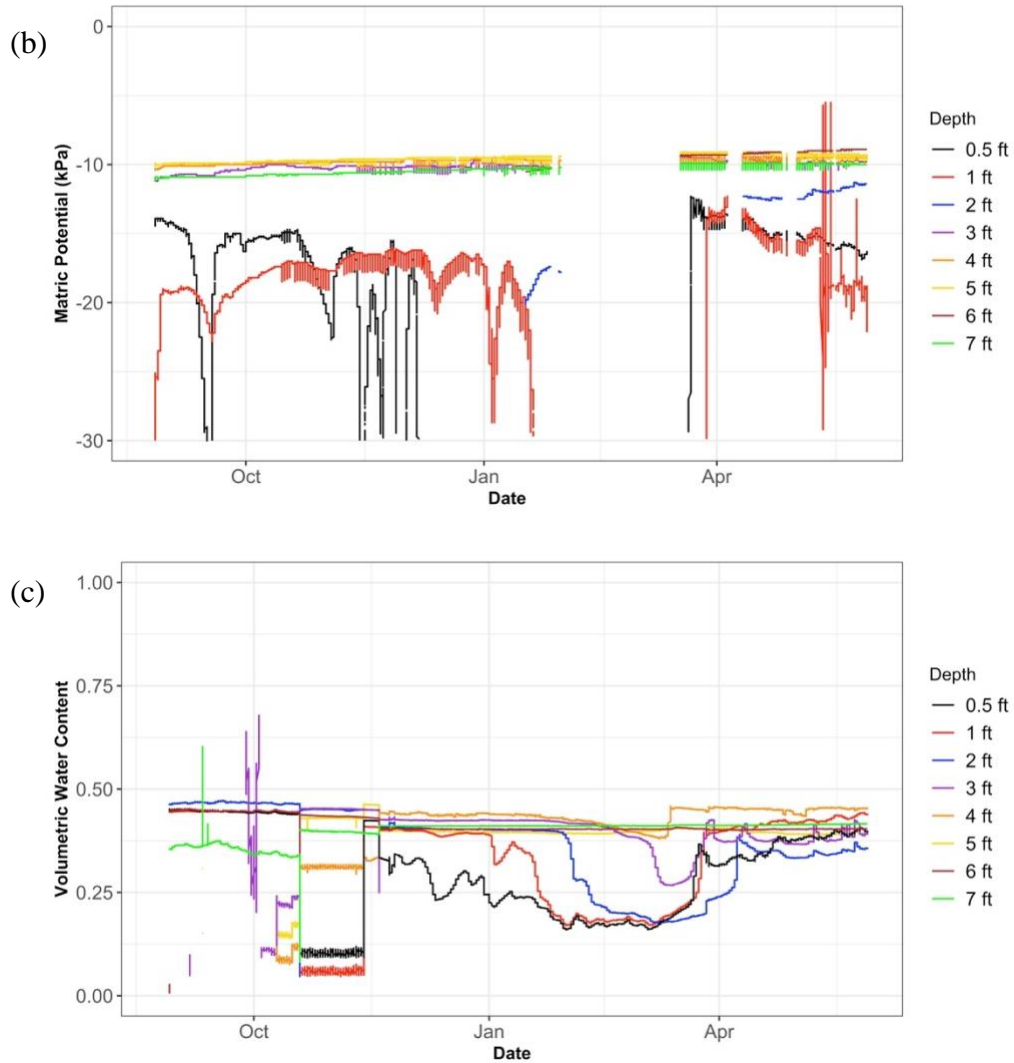 (b)
0
-10
-20
-30
Matric Potential (kPa)
Oct
Jan
Apr
Date
Depth
0.5 ft
1 ft
2 ft
3 ft
4 ft
5 ft
6 ft
7 ft
(c)
1.00
0.75
0.50
0.25
0.00
Volumetric Water Content
Oct
Jan
Apr
Date
Depth
0.5 ft
1 ft
2 ft
3 ft
4 ft
5 ft
6 ft
7 ft